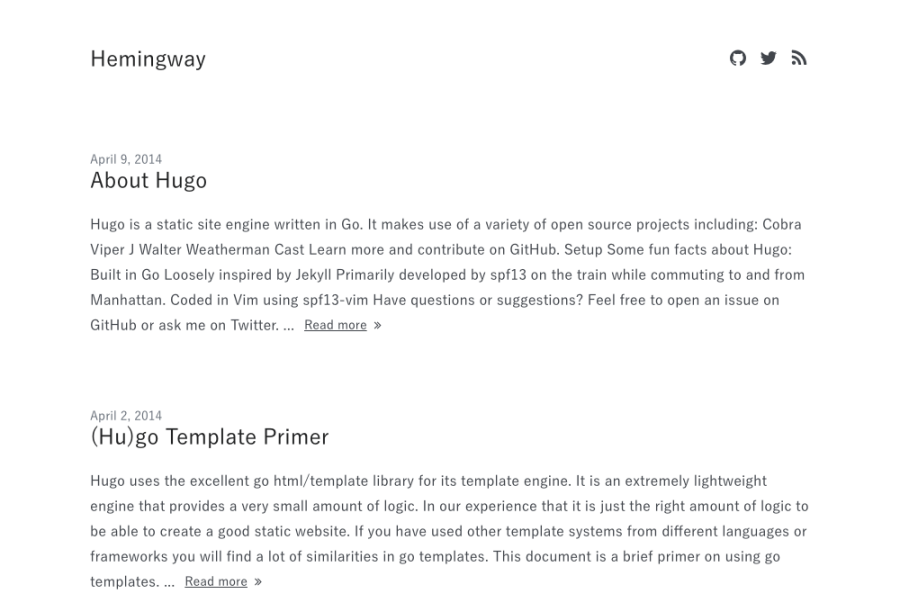 Hemingway
April 9, 2014
About Hugo
Hugo is a static site engine written in Go. It makes use of a variety of open source projects including: Cobra
Viper J Walter Weatherman Cast Learn more and contribute on GitHub. Setup Some fun facts about Hugo:
Built in Go Loosely inspired by Jekyll Primarily developed by spf13 on the train while commuting to and from
Manhattan. Coded in Vim using spf13-vim Have questions or suggestions? Feel free to open an issue on
GitHub or ask me on Twitter. ... Read more »
April 2, 2014
(Hu)go Template Primer
Hugo uses the excellent go html/template library for its template engine. It is an extremely lightweight
engine that provides a very small amount of logic. In our experience that it is just the right amount of logic to
be able to create a good static website. If you have used other template systems from different languages or
frameworks you will find a lot of similarities in go templates. This document is a brief primer on using go
templates. ... Read more »